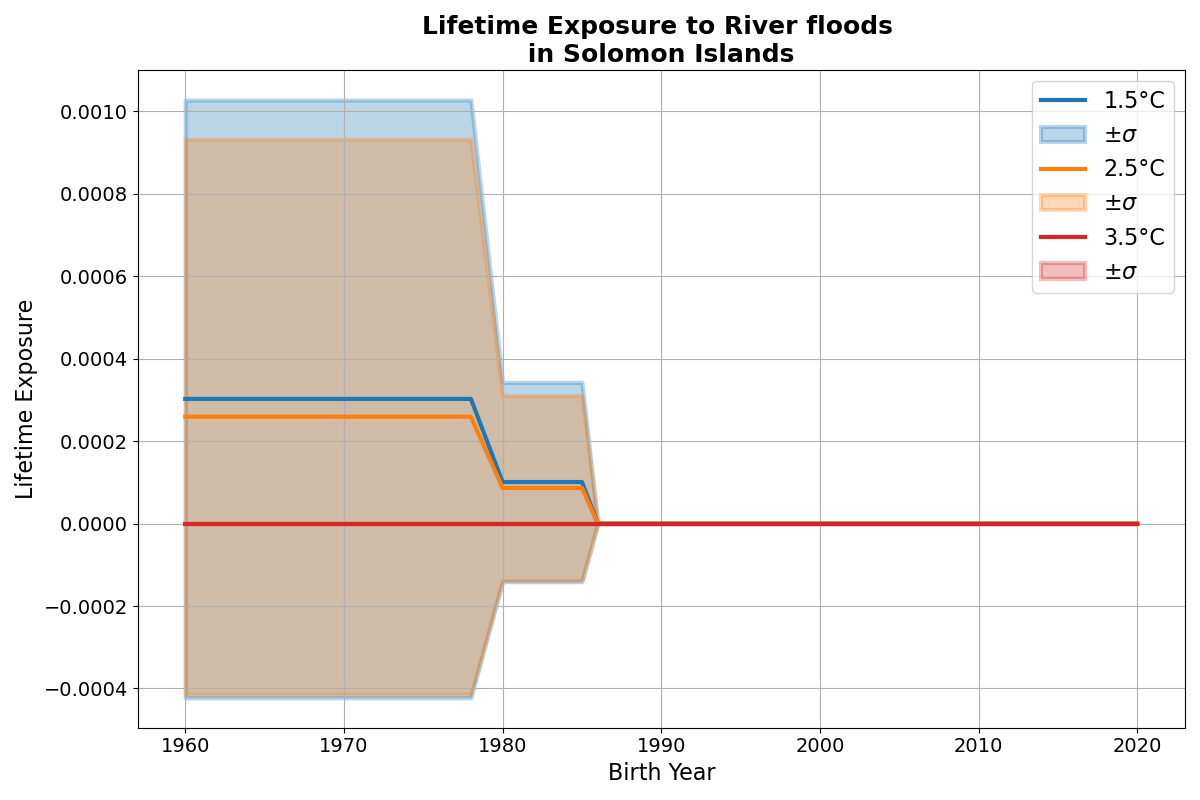 Lifetime Exposure to River floods
in Solomon Islands
0.0010
0.0008
0.0006
0.0004
0.0002
0.0000
−0.0002
−0.0004
Lifetime Exposure
1960
1970
1980
1990
2000
2010
2020
Birth Year
1.5°C
±σ
2.5°C
±σ
3.5°C
±σ